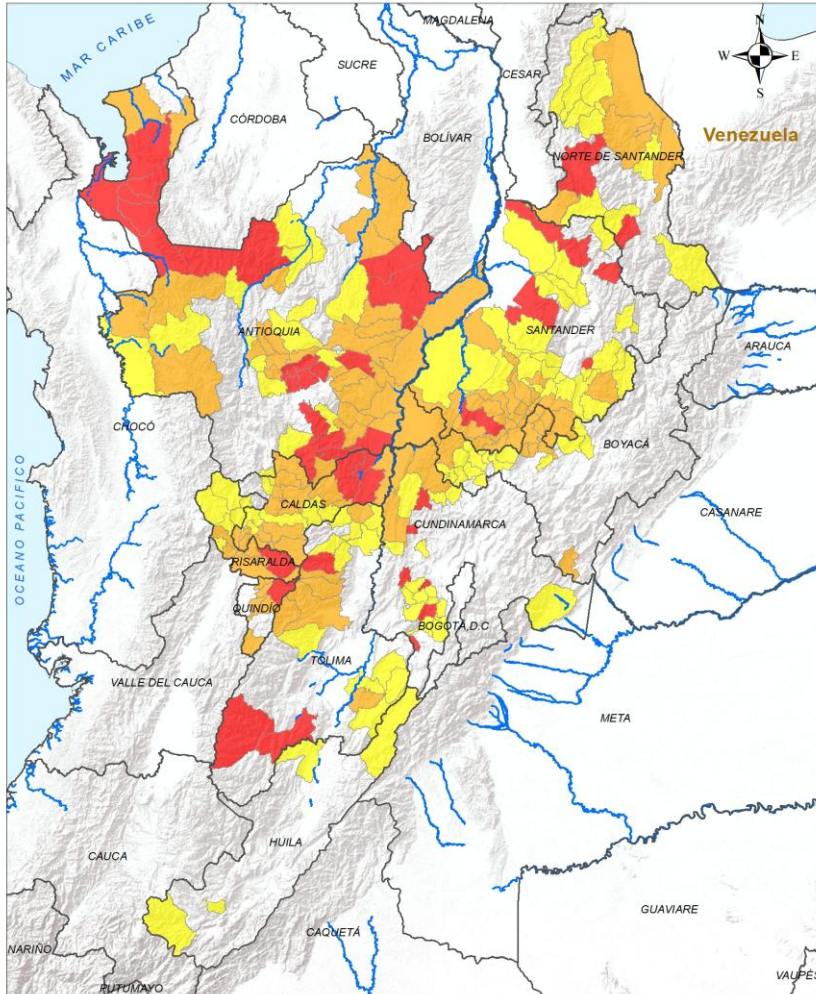 MAGDALENA
N
MAR CARIBE
SUCRE
CESAR
W
E
S
CÓRDOBA
BOLÍVAR
Venezuela
NORTE DE SANTANDER
ANTIOQUIA
SANTANDER
ARAUCA
CHOCÓ
BOYACÁ
OCEANO PACIFICO
CALDAS
CUNDINAMARCA
CASANARE
RISARALDA
QUINDÍO
BOGOTÁ, D.C
TOLIMA
VALLE DEL CAUCA
META
HUILA
CAUCA
GUAVIARE
CAQUETÁ
NARIÑO
PUTUMAYO
VAUPÉS